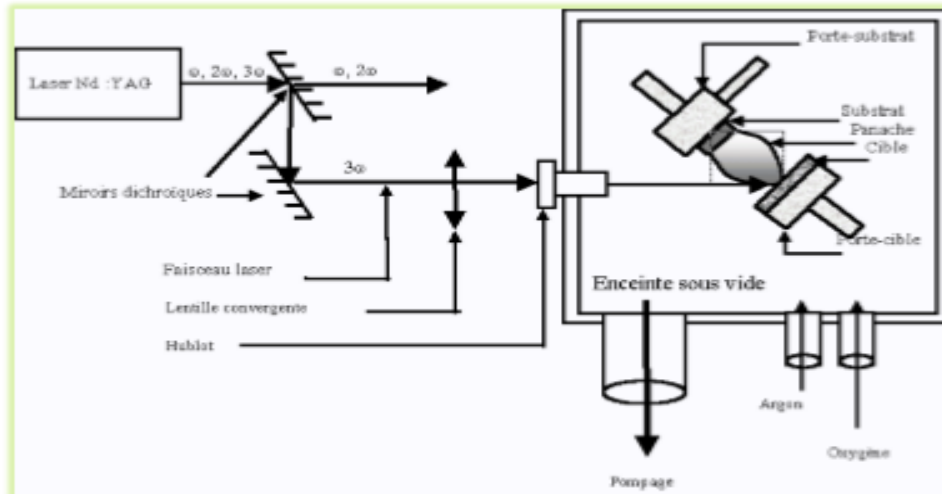 Porte-substrat
Laser Nd :YAG
ω, 2ω, 3ω
ω, 2ω
Substrat
Panache
Cible
3ω
Miroirs dichroïques
Porte-cible
Faisceau laser
Enceinte sous vide
Lentille convergente
Hublot
Argon
Oxygène
Pompage